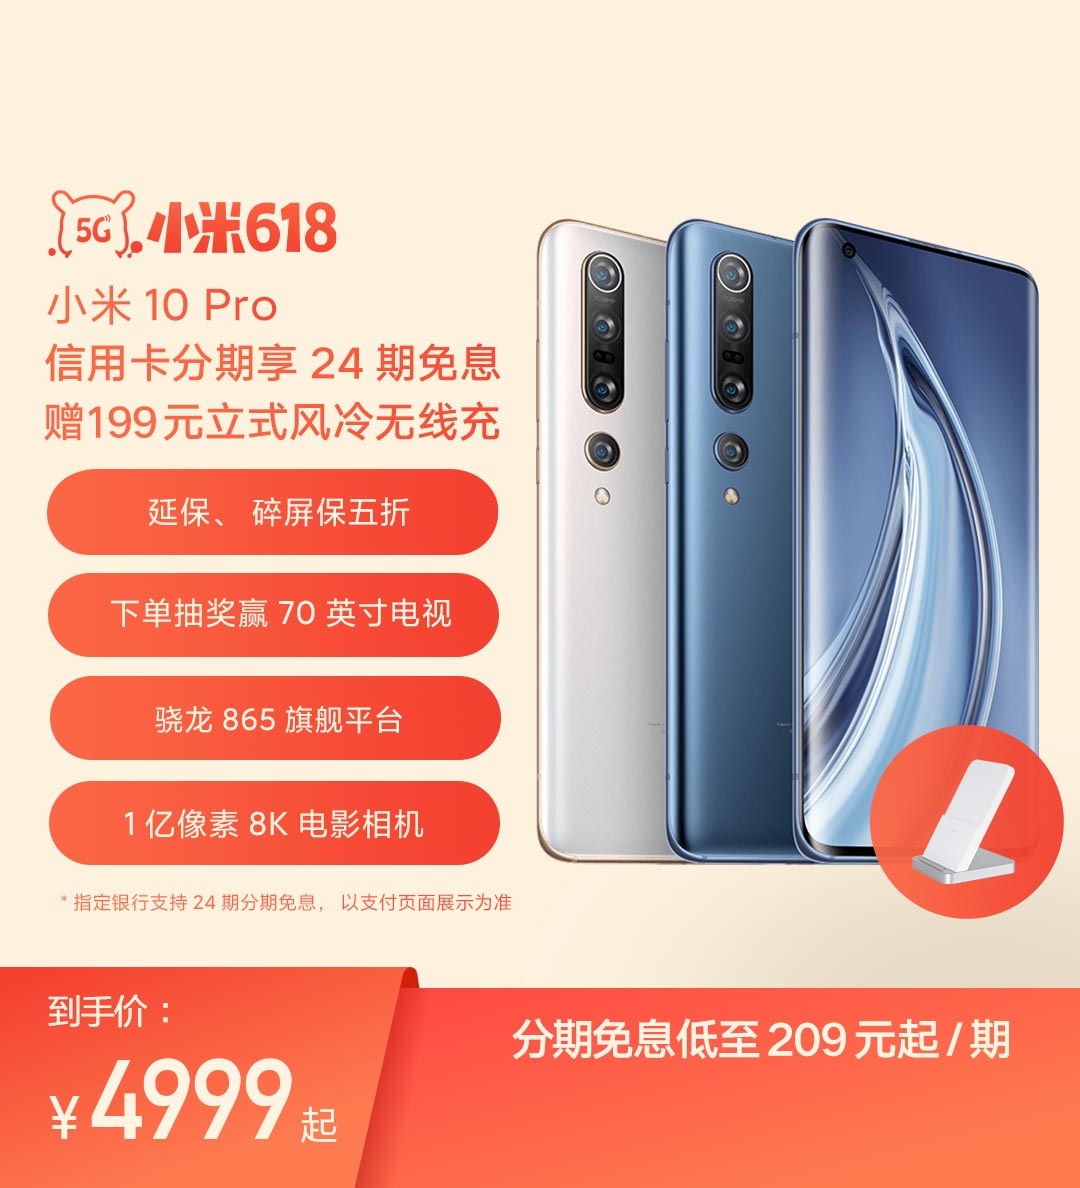 5G 小米618
小米 10 Pro
信用卡分期享 24 期免息
赠199元立式风冷无线充
延保、 碎屏保五折
下单抽奖赢 70 英寸电视
骁龙 865 旗舰平台
1 亿像素 8K 电影相机
* 指定银行支持 24 期分期免息， 以支付页面展示为准
到手价：
¥4999起
分期免息低至 209 元起 / 期